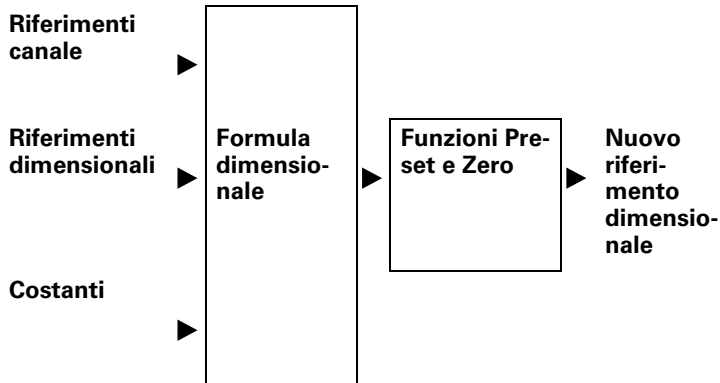 Riferimenti
canale
Riferimenti
dimensionali
Formula
dimensio-
nale
Funzioni Pre-
set e Zero
Nuovo
riferi-
mento
dimensio-
nale
Costanti